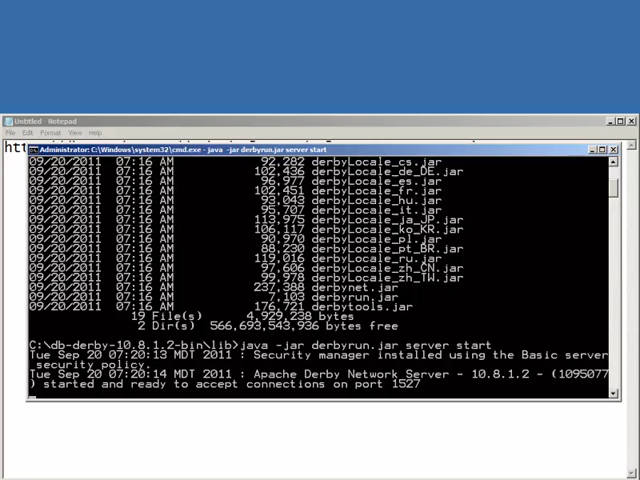 Untitled - Notepad
File Edit Format View Help
htt
Administrator: C:\Windows\system32\cmd.exe - java -jar derbyrun.jar server start
09/20/2011 07:16 AM 92,282 derbyLocale_cs.jar
09/20/2011 07:16 AM 102,436 derbyLocale_de_DE.jar
09/20/2011 07:16 AM 96,977 derbyLocale_es.jar
09/20/2011 07:16 AM 102,451 derbyLocale_fr.jar
09/20/2011 07:16 AM 93,043 derbyLocale_hu.jar
09/20/2011 07:16 AM 95,707 derbyLocale_it.jar
09/20/2011 07:16 AM 113,975 derbyLocale_ja_JP.jar
09/20/2011 07:16 AM 106,117 derbyLocale_ko_KR.jar
09/20/2011 07:16 AM 90,970 derbyLocale_pl.jar
09/20/2011 07:16 AM 88,230 derbyLocale_pt_BR.jar
09/20/2011 07:16 AM 119,016 derbyLocale_ru.jar
09/20/2011 07:16 AM 97,606 derbyLocale_zh_CN.jar
09/20/2011 07:16 AM 99,978 derbyLocale_zh_TW.jar
09/20/2011 07:16 AM 237,388 derbynet.jar
09/20/2011 07:16 AM 7,103 derbyrun.jar
09/20/2011 07:16 AM 176,721 derbytools.jar
19 File(s) 4,929,238 bytes
2 Dir(s) 566,693,543,936 bytes free
C:\db-derby-10.8.1.2-bin\lib>java -jar derbyrun.jar server start
Tue Sep 20 07:20:13 MDT 2011 : Security manager installed using the Basic server
security policy.
Tue Sep 20 07:20:14 MDT 2011 : Apache Derby Network Server - 10.8.1.2 - (1095077
) started and ready to accept connections on port 1527